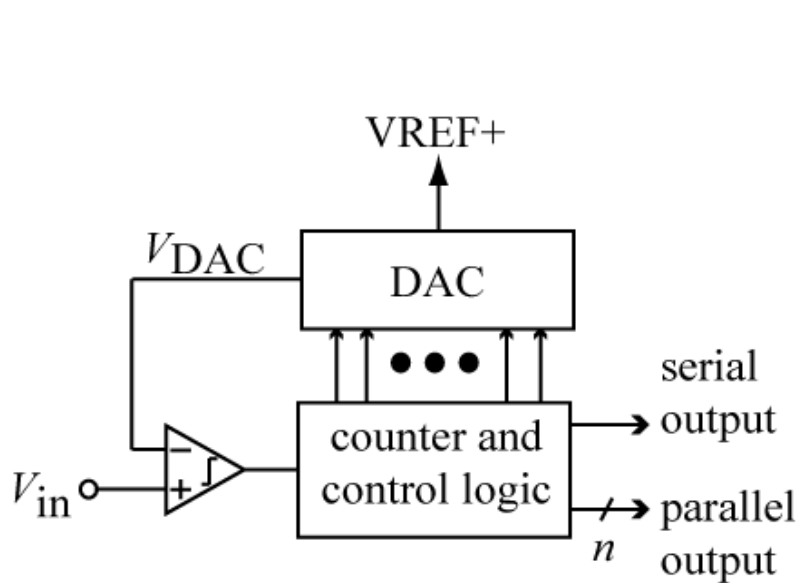 VREF+
VDAC
DAC
serial
output
counter and
control logic
−
+
Vin
parallel
output
n